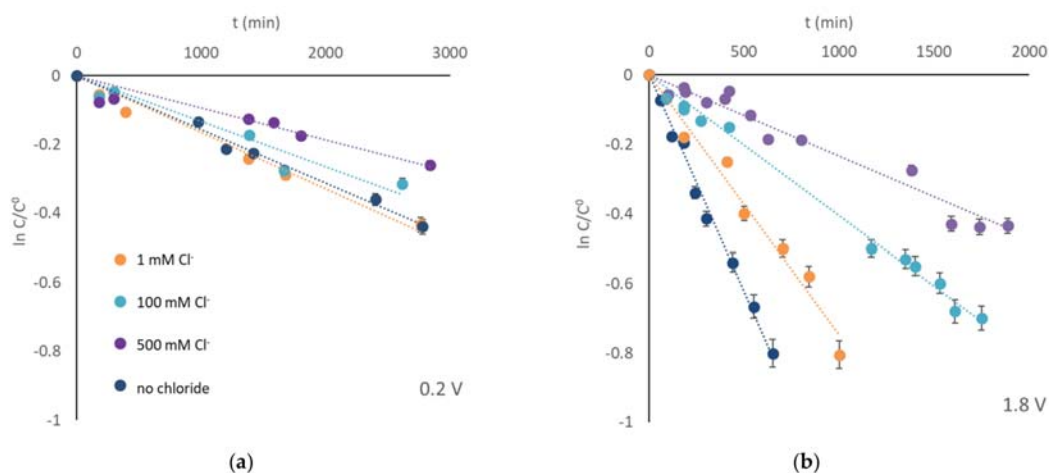 t (min)
0 1000 2000 3000
0
-0.2
-0.4
-0.6
-0.8
-1
ln C/C⁰
1 mM Cl⁻
100 mM Cl⁻
500 mM Cl⁻
no chloride
0.2 V
(a)
t (min)
0 500 1000 1500 2000
0
-0.2
-0.4
-0.6
-0.8
-1
ln C/C⁰
1.8 V
(b)